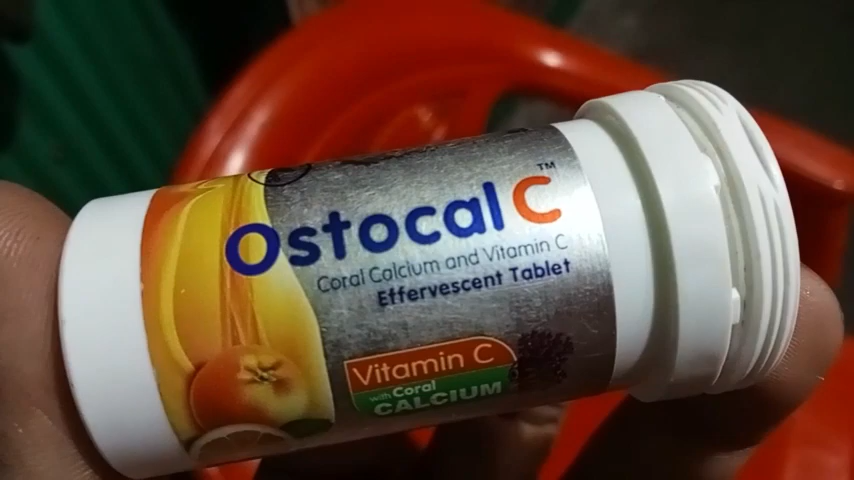 Ostocal C™
Coral Calcium and Vitamin C
Effervescent Tablet
Vitamin C
with Coral
CALCIUM